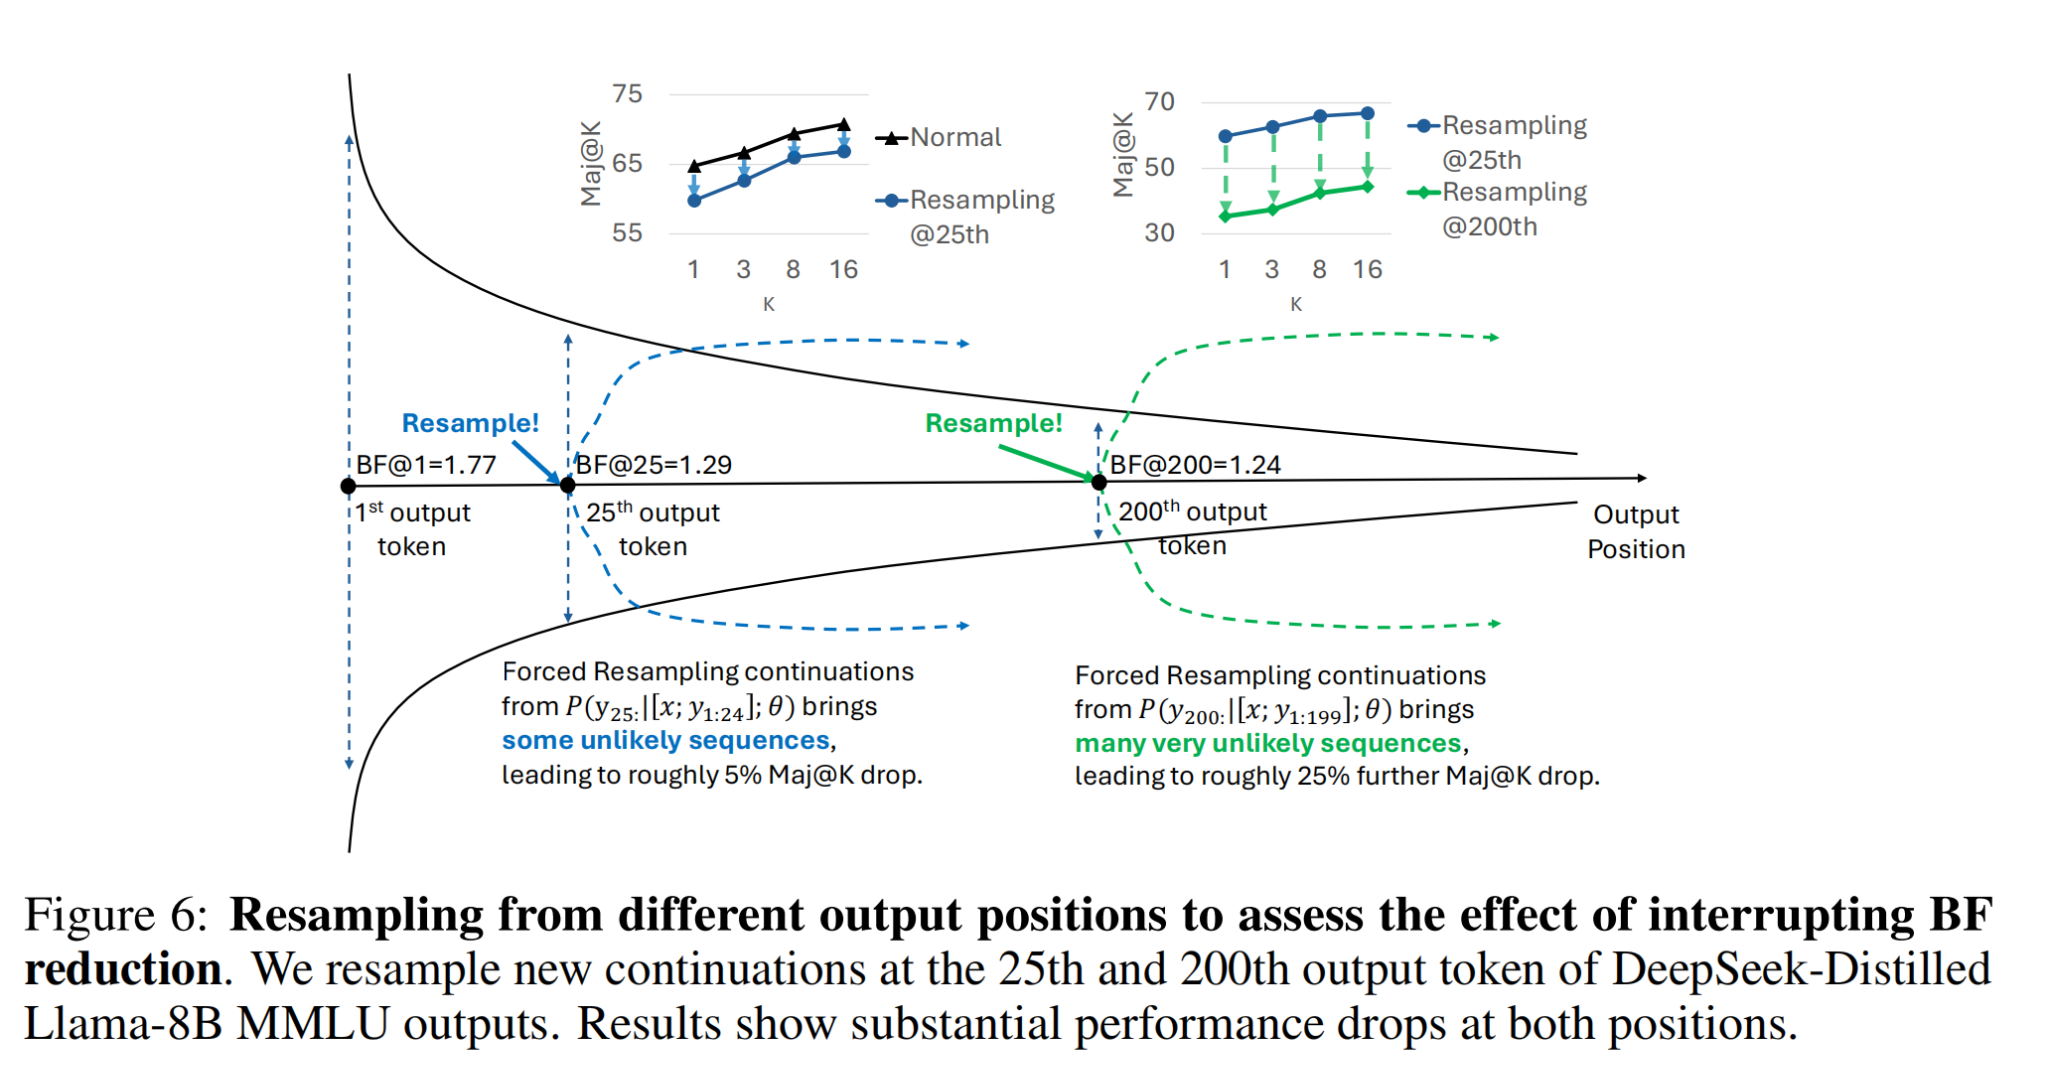 75
65
55
Maj@K
1 3 8 16
K
Normal
Resampling
@25th
70
50
30
Maj@K
1 3 8 16
K
Resampling
@25th
Resampling
@200th
Resample!
Resample!
BF@1=1.77
BF@25=1.29
BF@200=1.24
1st output
token
25th output
token
200th output
token
Output
Position
Forced Resampling continuations
from P(y25:|[x; y1:24]; θ) brings
some unlikely sequences,
leading to roughly 5% Maj@K drop.
Forced Resampling continuations
from P(y200:|[x; y1:199]; θ) brings
many very unlikely sequences,
leading to roughly 25% further Maj@K drop.
Figure 6: Resampling from different output positions to assess the effect of interrupting BF
reduction. We resample new continuations at the 25th and 200th output token of DeepSeek-Distilled
Llama-8B MMLU outputs. Results show substantial performance drops at both positions.